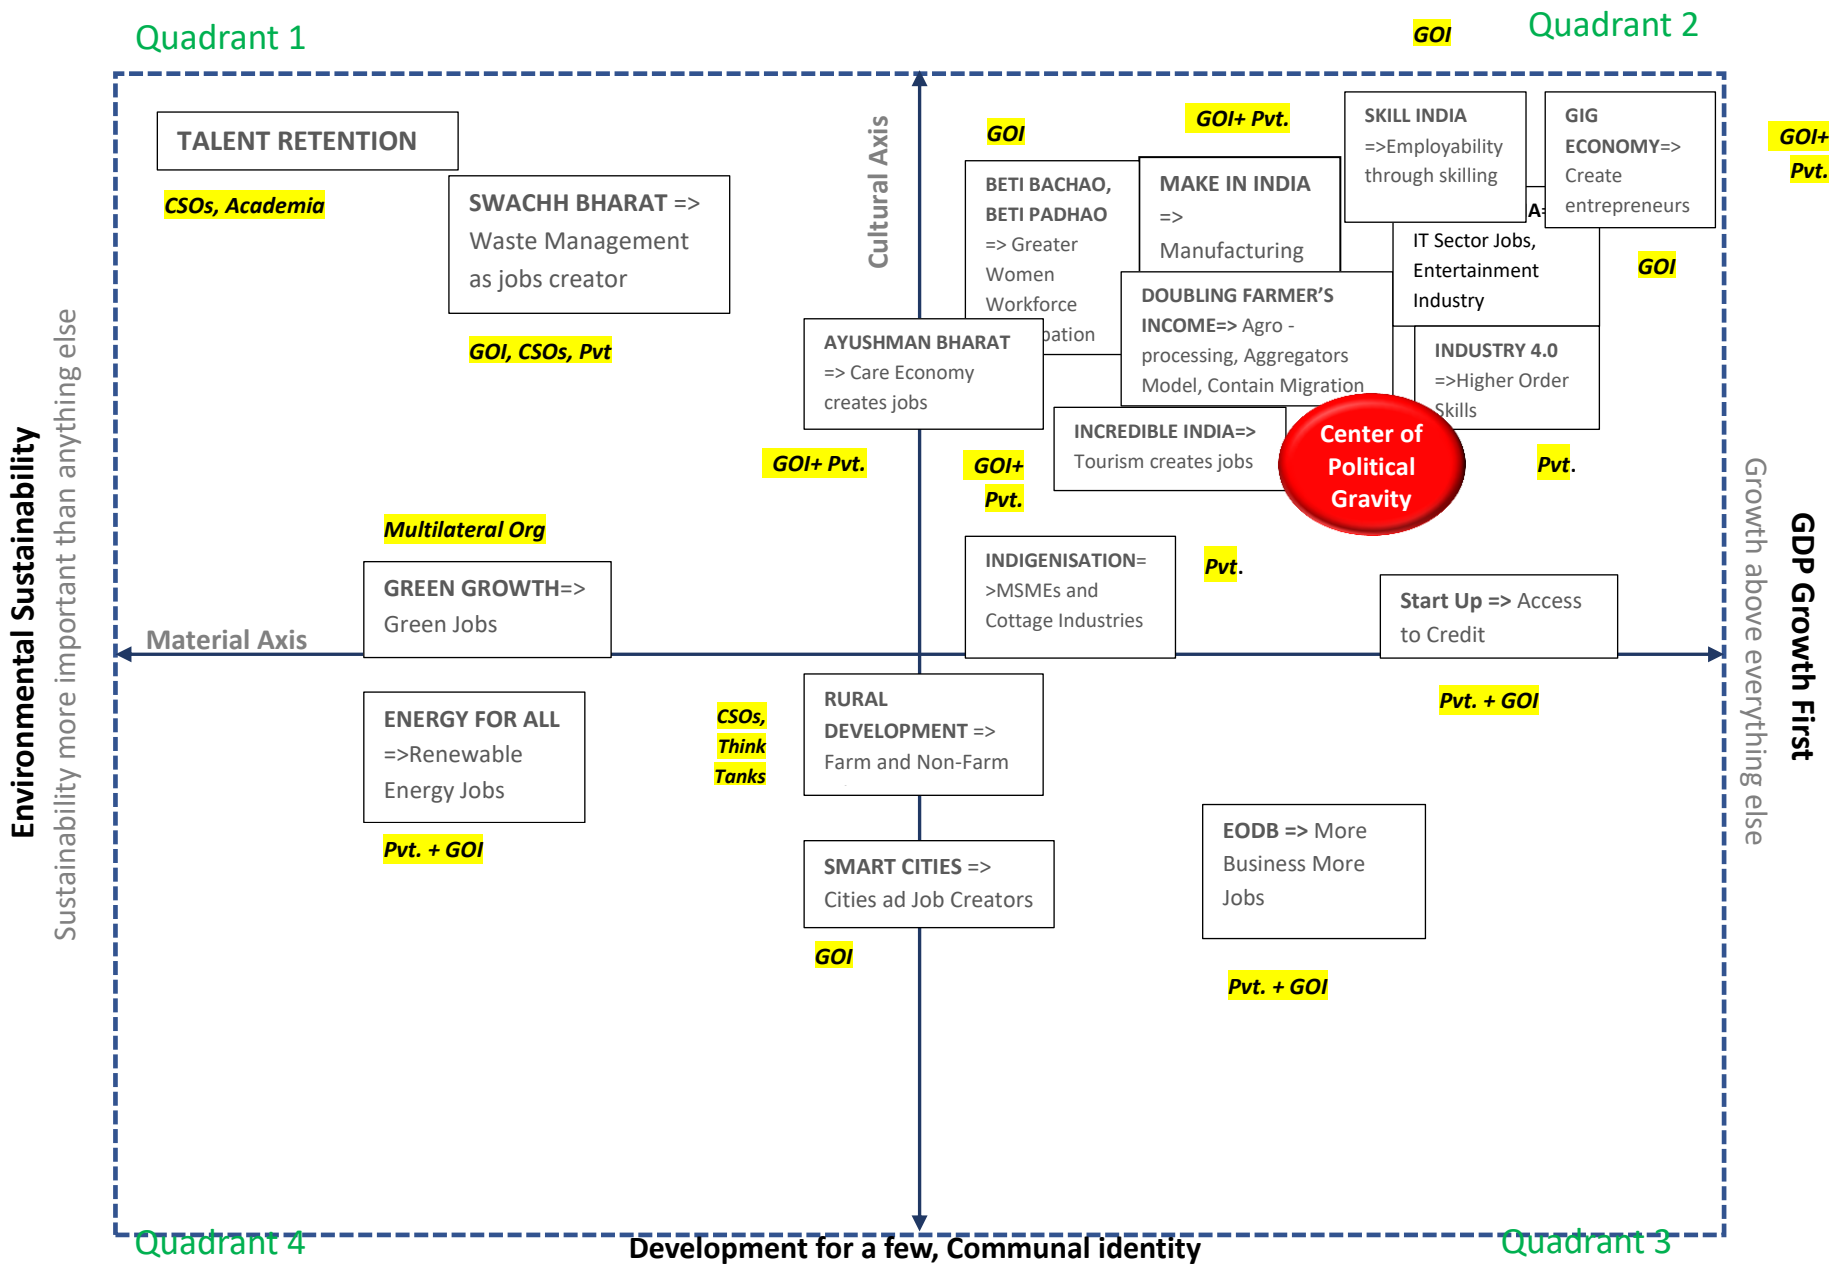 Quadrant 1
GOI
Quadrant 2
TALENT RETENTION
CSOs, Academia
SWACHH BHARAT =>
Waste Management
as jobs creator
GOI, CSOs, Pvt
Cultural Axis
GOI
BETI BACHAO,
BETI PADHAO
=> Greater
Women
Workforce
GOI+ Pvt.
MAKE IN INDIA
=>
Manufacturing
SKILL INDIA
=>Employability
through skilling
GIG
ECONOMY=>
Create
entrepreneurs
GOI+
Pvt.
IT Sector Jobs,
Entertainment
Industry
GOI
DOUBLING FARMER'S
INCOME=> Agro -
processing, Aggregators
Model, Contain Migration
AYUSHMAN BHARAT
=> Care Economy
creates jobs
GOI+ Pvt.
INDUSTRY 4.0
=>Higher Order
Skills
Pvt.
INCREDIBLE INDIA=>
Tourism creates jobs
GOI+
Pvt.
Center of
Political
Gravity
Environmental Sustainability
Sustainability more important than anything else
Growth above everything else
GDP Growth First
Multilateral Org
GREEN GROWTH=>
Green Jobs
INDIGENISATION=
>MSMEs and
Cottage Industries
Pvt.
Start Up => Access
to Credit
Pvt. + GOI
Material Axis
ENERGY FOR ALL
=>Renewable
Energy Jobs
Pvt. + GOI
CSOs,
Think
Tanks
RURAL
DEVELOPMENT =>
Farm and Non-Farm
SMART CITIES =>
Cities ad Job Creators
GOI
EODB => More
Business More
Jobs
Pvt. + GOI
Quadrant 4
Development for a few, Communal identity
Quadrant 3